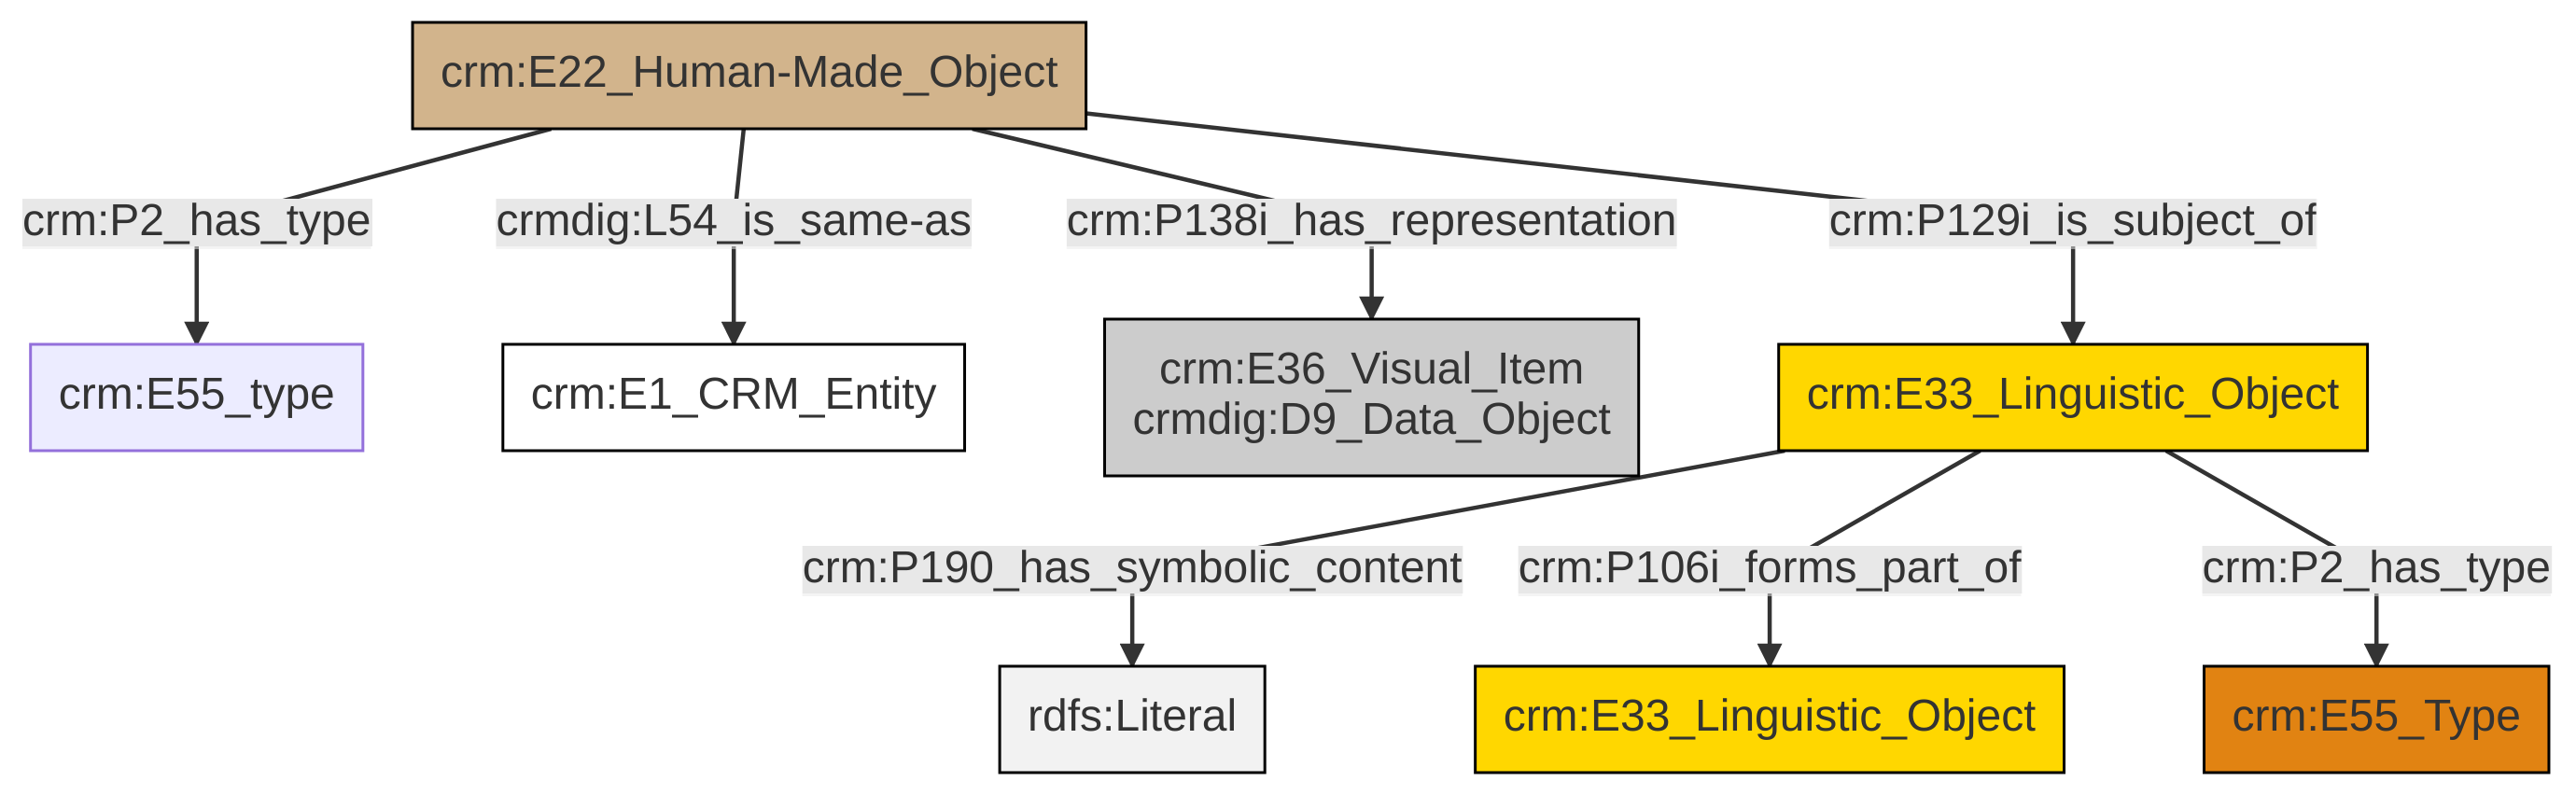 crm:E22_Human-Made_Object
crm:P2_has_type
crmdig:L54_is_same-as
crm:P138i_has_representation
crm:P129i_is_subject_of
crm:E55_type
crm:E1_CRM_Entity
crm:E36_Visual_Item
crmdig:D9_Data_Object
crm:E33_Linguistic_Object
crm:P190_has_symbolic_content
crm:P106i_forms_part_of
crm:P2_has_type
rdfs:Literal
crm:E33_Linguistic_Object
crm:E55_Type